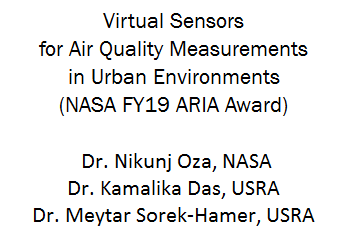 Virtual Sensors
for Air Quality Measurements
in Urban Environments
(NASA FY19 ARIA Award)
Dr. Nikunj Oza, NASA
Dr. Kamalika Das, USRA
Dr. Meytar Sorek-Hamer, USRA